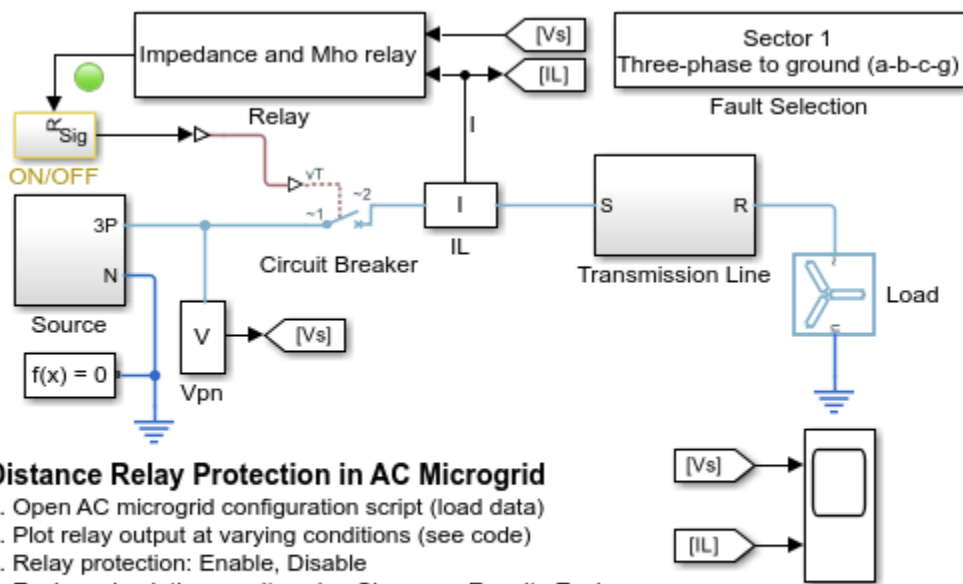 Impedance and Mho relay
Relay
[Vs]
[IL]
Sector 1
Three-phase to ground (a-b-c-g)
Fault Selection
R
Sig
ON/OFF
I
vT
~1
~2
Circuit Breaker
I
IL
S
R
Transmission Line
3P
N
Source
V
Vpn
[Vs]
f(x) = 0
~
n
Load
[Vs]
[IL]
Distance Relay Protection in AC Microgrid
. Open AC microgrid configuration script (load data)
. Plot relay output at varying conditions (see code)
. Relay protection: Enable, Disable